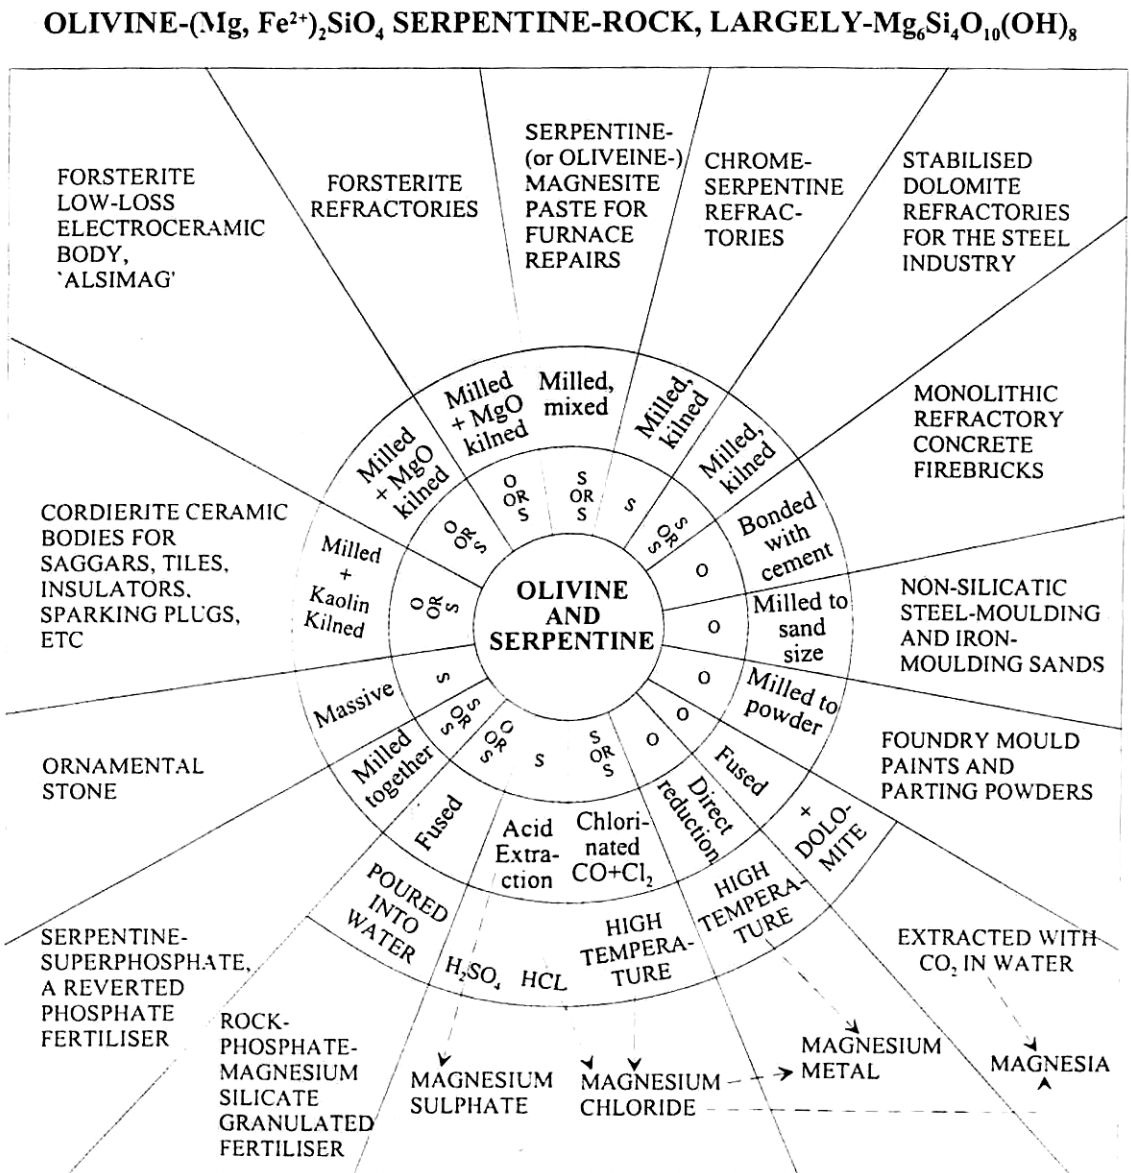 OLIVINE-(Mg, Fe²⁺)₂SiO₄ SERPENTINE-ROCK, LARGELY-Mg₆Si₄O₁₀(OH)₈
FORSTERITE
LOW-LOSS
ELECTROCERAMIC
BODY,
'ALSIMAG'
FORSTERITE
REFRACTORIES
SERPENTINE-
(or OLIVEINE-)
MAGNESITE
PASTE FOR
FURNACE
REPAIRS
CHROME-
SERPENTINE
REFRAC-
TORIES
STABILISED
DOLOMITE
REFRACTORIES
FOR THE STEEL
INDUSTRY
MONOLITHIC
REFRACTORY
CONCRETE
FIREBRICKS
NON-SILICATIC
STEEL-MOULDING
AND IRON-
MOULDING SANDS
FOUNDRY MOULD
PAINTS AND
PARTING POWDERS
EXTRACTED WITH
CO₂ IN WATER
MAGNESIA
MAGNESIUM
METAL
MAGNESIUM
CHLORIDE
MAGNESIUM
SULPHATE
ROCK-
PHOSPHATE-
MAGNESIUM
SILICATE
GRANULATED
FERTILISER
SERPENTINE-
SUPERPHOSPHATE,
A REVERTED
PHOSPHATE
FERTILISER
ORNAMENTAL
STONE
CORDIERITE CERAMIC
BODIES FOR
SAGGARS, TILES,
INSULATORS,
SPARKING PLUGS,
ETC
Milled
+ MgO
kilned
Milled
+ MgO
kilned
Milled,
mixed
Milled,
kilned
Milled,
kilned
Bonded
with
cement
Milled to
sand
size
Milled to
powder
Fused
+
DOLO-
MITE
Direct
reduction
HIGH
TEMPERA-
TURE
Chlori-
nated
CO+Cl₂
HIGH
TEMPERA-
TURE
Acid
Extra-
ction
H₂SO₄
HCL
Fused
POURED
INTO
WATER
Milled
together
Massive
Milled
+
Kaolin
Kilned
O
OR
S
O
OR
S
S
OR
S
S
S
OR
S
O
O
O
O
O
S
OR
S
S
O
OR
S
S
OR
S
S
O
OR
S
OLIVINE
AND
SERPENTINE